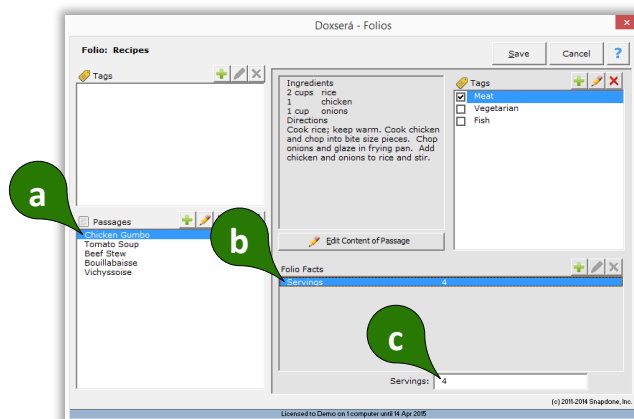 Doxserá - Folios
Folio: Recipes
Save
Cancel
?
Tags
Ingredients
2 cups rice
1 chicken
1 cup onions
Directions
Cook rice; keep warm. Cook chicken
and chop into bite size pieces. Chop
onions and glaze in frying pan. Add
chicken and onions to rice and stir.
Tags
Meat
Vegetarian
Fish
a
Passages
Chicken Gumbo
Tomato Soup
Beef Stew
Bouillabaisse
Vichyssoise
b
Edit Content of Passage
Folio Facts
Servings 4
c
Servings: 4
(c) 2011-2014 Snapdone, Inc.
Licensed to Demo on 1 computer until 14 Apr 2015